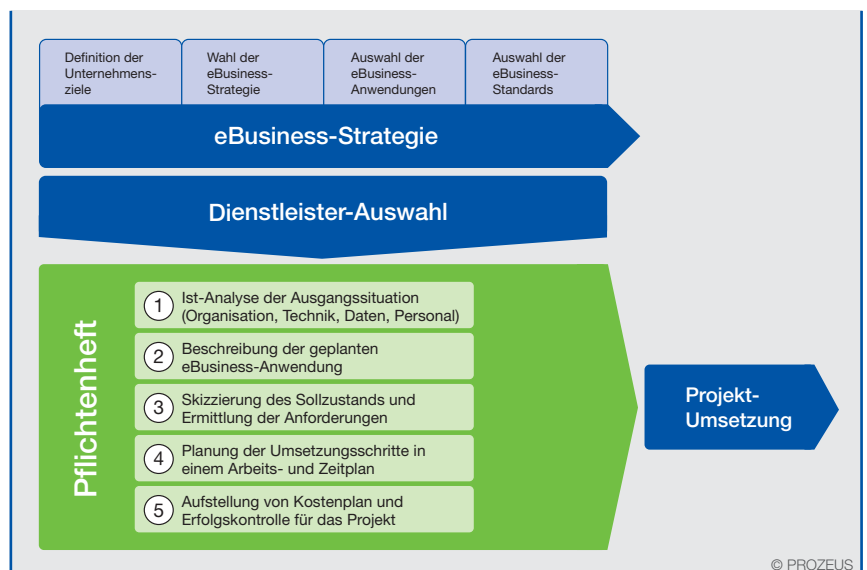 Definition der
Unternehmens-
ziele
Wahl der
eBusiness-
Strategie
Auswahl der
eBusiness-
Anwendungen
Auswahl der
eBusiness-
Standards
eBusiness-Strategie
Dienstleister-Auswahl
Pflichtenheft
1 Ist-Analyse der Ausgangssituation
(Organisation, Technik, Daten, Personal)
2 Beschreibung der geplanten
eBusiness-Anwendung
3 Skizzierung des Sollzustands und
Ermittlung der Anforderungen
4 Planung der Umsetzungsschritte in
einem Arbeits- und Zeitplan
5 Aufstellung von Kostenplan und
Erfolgskontrolle für das Projekt
Projekt-
Umsetzung
© PROZEUS